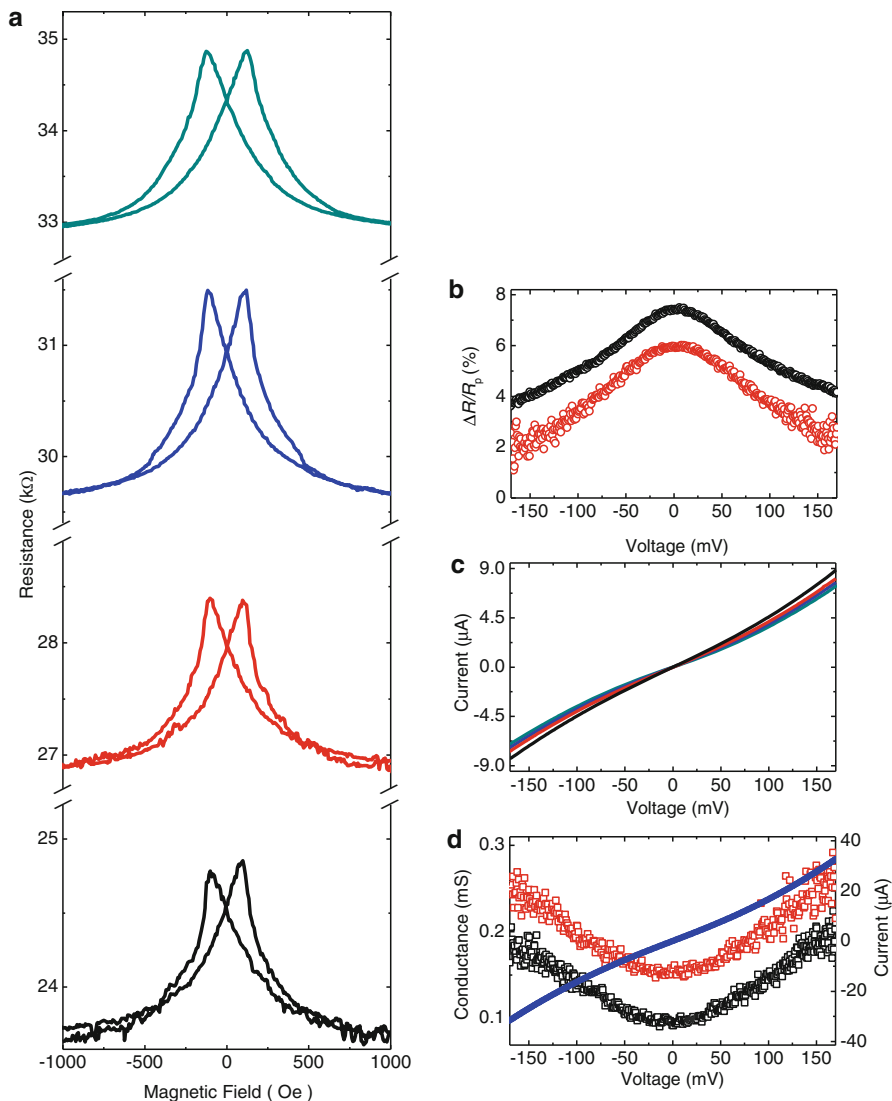 a
35
34
33
31
30
28
27
25
24
Resistance (kΩ)
-1000 -500 0 500 1000
Magnetic Field ( Oe )
b
8
6
4
2
0
ΔR/Rp (%)
-150 -100 -50 0 50 100 150
Voltage (mV)
c
9.0
4.5
0.0
-4.5
-9.0
Current (µA)
-150 -100 -50 0 50 100 150
Voltage (mV)
d
0.3
0.2
0.1
Conductance (mS)
40
20
0
-20
-40
Current (µA)
-150 -100 -50 0 50 100 150
Voltage (mV)